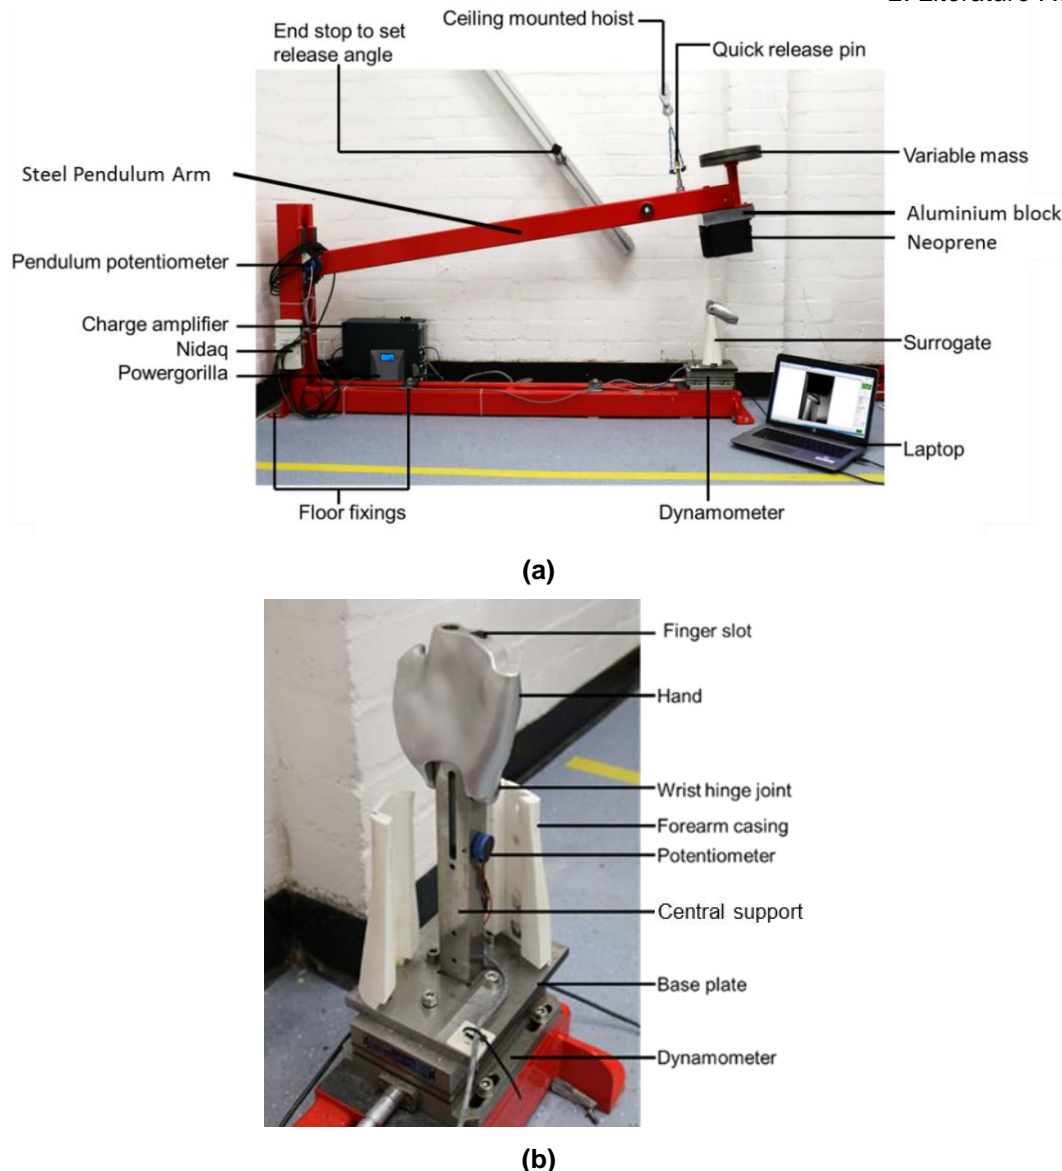 Ceiling mounted hoist
End stop to set
release angle
Quick release pin
Variable mass
Steel Pendulum Arm
Aluminium block
Neoprene
Pendulum potentiometer
Charge amplifier
Nidaq
Powergorilla
Surrogate
Laptop
Floor fixings
Dynamometer
(a)
Finger slot
Hand
Wrist hinge joint
Forearm casing
Potentiometer
Central support
Base plate
Dynamometer
(b)